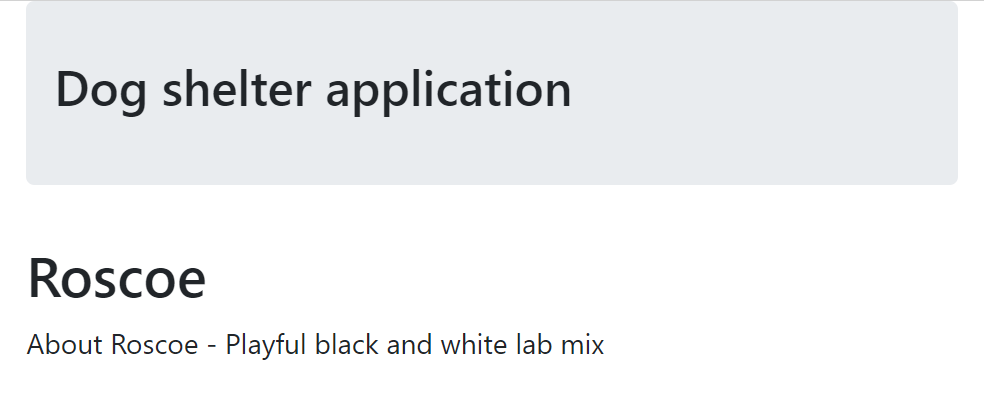 Dog shelter application
Roscoe
About Roscoe - Playful black and white lab mix